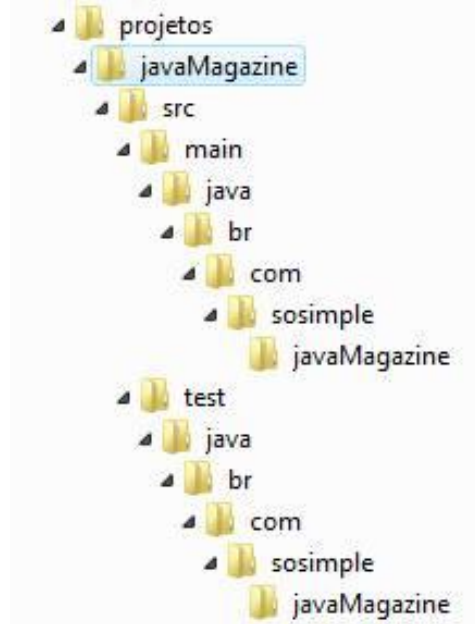 projetos
javaMagazine
src
main
java
br
com
sosimple
javaMagazine
test
java
br
com
sosimple
javaMagazine